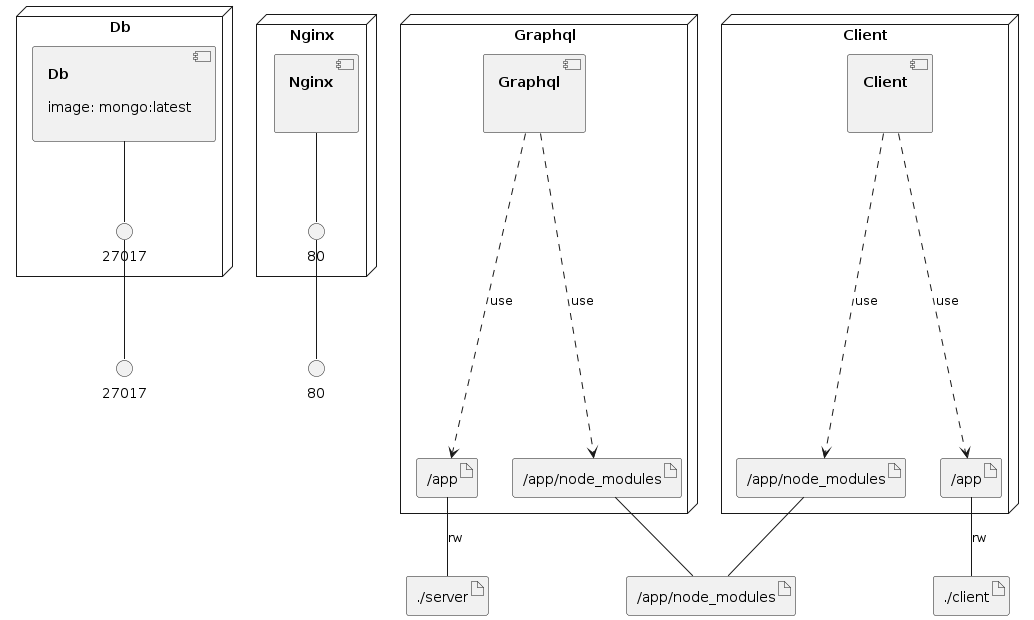 Db
Db
image: mongo:latest
27017
27017
Nginx
Nginx
80
80
Graphql
Graphql
use
use
/app
/app/node_modules
rw
./server
Client
Client
use
use
/app/node_modules
/app
rw
/app/node_modules
./client